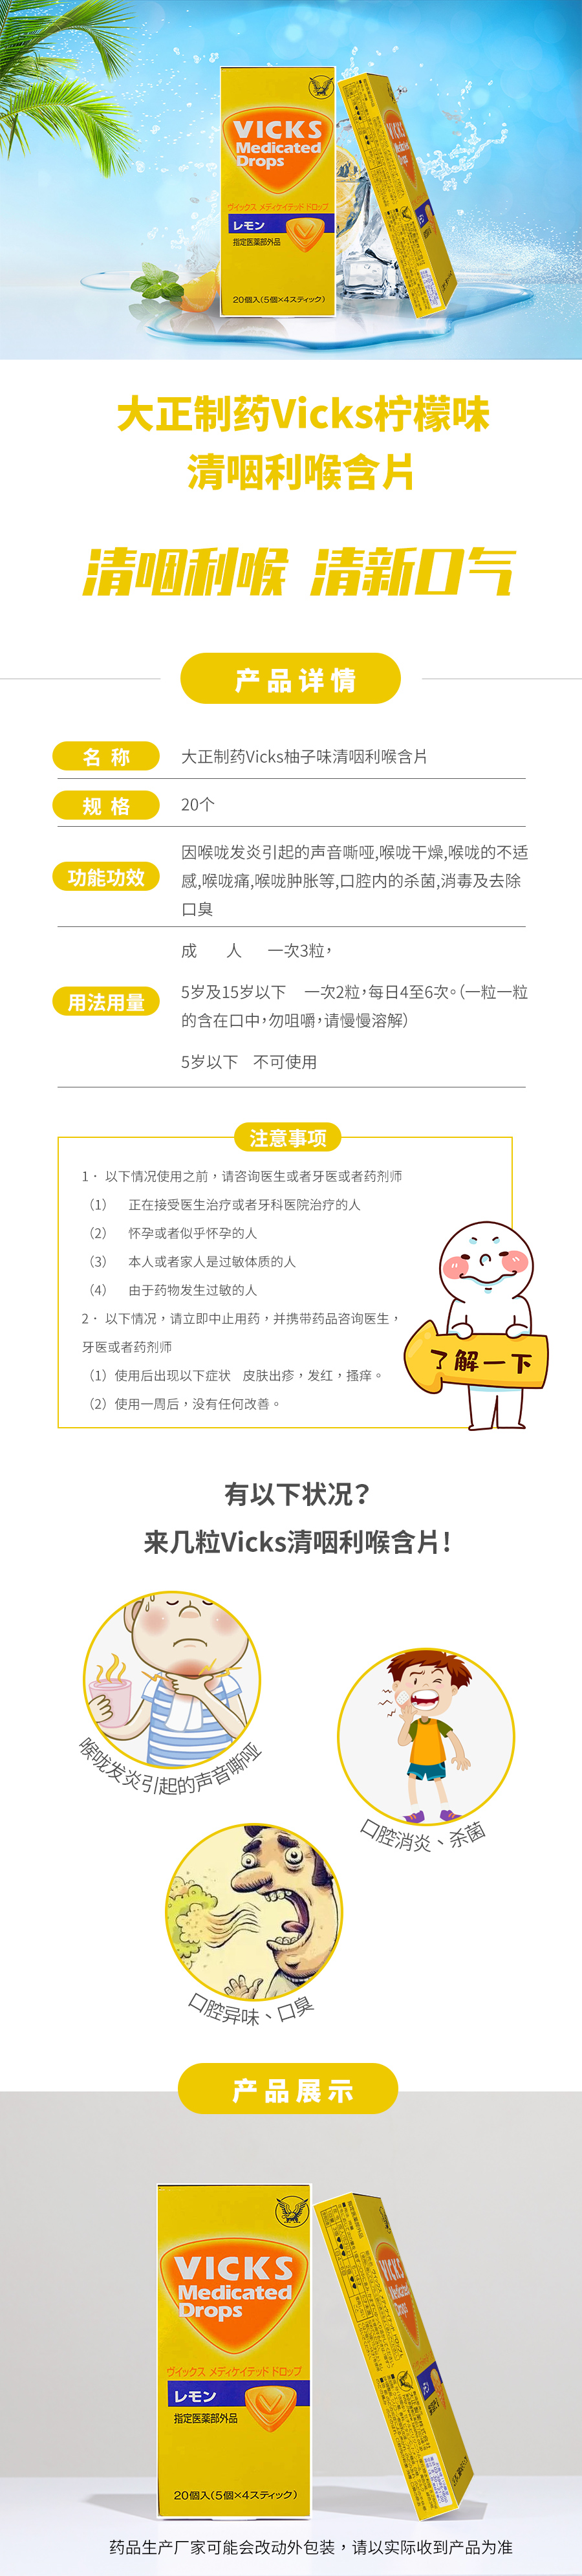 VICKS
Medicated
Drops
ヴイックス メディケイテッド ドロップ
レモン
指定医薬部外品
20個入(5個×4スティック)
VICKS
Medicated
Drops
大正制药Vicks柠檬味
清咽利喉含片
清咽利喉 清新口气
产品详情
名 称
大正制药Vicks柚子味清咽利喉含片
规 格
20个
功能功效
因喉咙发炎引起的声音嘶哑,喉咙干燥,喉咙的不适
感,喉咙痛,喉咙肿胀等,口腔内的杀菌,消毒及去除
口臭
用法用量
成 人 一次3粒，
5岁及15岁以下 一次2粒，每日4至6次。（一粒一粒
的含在口中，勿咀嚼，请慢慢溶解）
5岁以下 不可使用
注意事项
1． 以下情况使用之前，请咨询医生或者牙医或者药剂师
（1） 正在接受医生治疗或者牙科医院治疗的人
（2） 怀孕或者似乎怀孕的人
（3） 本人或者家人是过敏体质的人
（4） 由于药物发生过敏的人
2． 以下情况，请立即中止用药，并携带药品咨询医生，
牙医或者药剂师
（1）使用后出现以下症状 皮肤出疹，发红，搔痒。
（2）使用一周后，没有任何改善。
了解一下
有以下状况？
来几粒Vicks清咽利喉含片！
喉咙发炎引起的声音嘶哑
口腔消炎、杀菌
口腔异味、口臭
产品展示
VICKS
Medicated
Drops
ヴイックス メディケイテッド ドロップ
レモン
指定医薬部外品
20個入(5個×4スティック)
VICKS
Medicated
Drops
药品生产厂家可能会改动外包装，请以实际收到产品为准